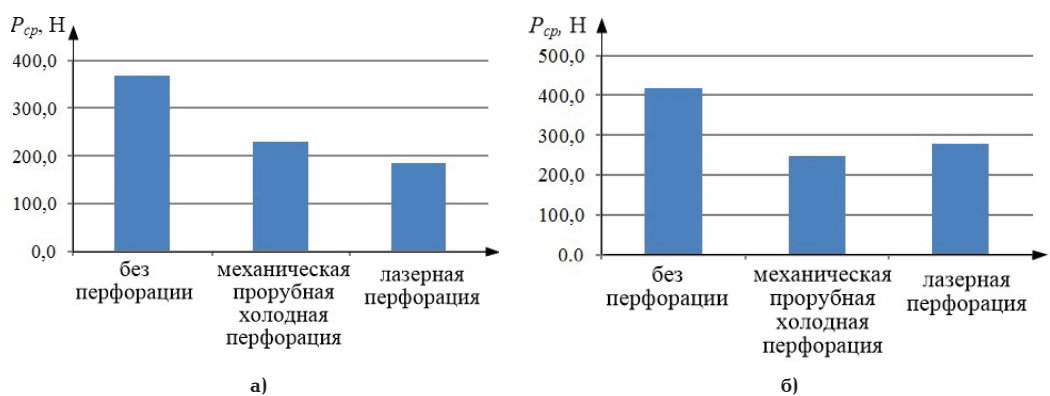 Pср, Н
400,0
300,0
200,0
100,0
0,0
без
перфорации
механическая
прорубная
холодная
перфорация
лазерная
перфорация
а)
Pср, Н
500,0
400,0
300,0
200,0
100,0
0.0
без
перфорации
механическая
прорубная
холодная
перфорация
лазерная
перфорация
б)